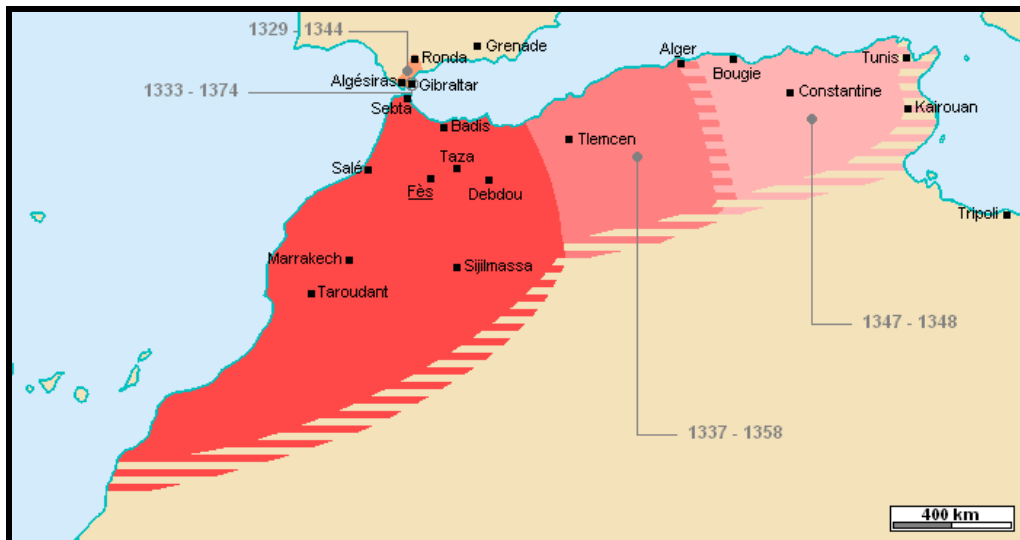 1329 - 1344
Grenade
Ronda
Alger
Tunis
Algésiras
Gibraltar
Bougie
1333 - 1374
Constantine
Sebta
Kairouan
Badis
Tlemcen
Taza
Salé
Fès
Debdou
Tripoli
Marrakech
Sijilmassa
Taroudant
1347 - 1348
1337 - 1358
400 km